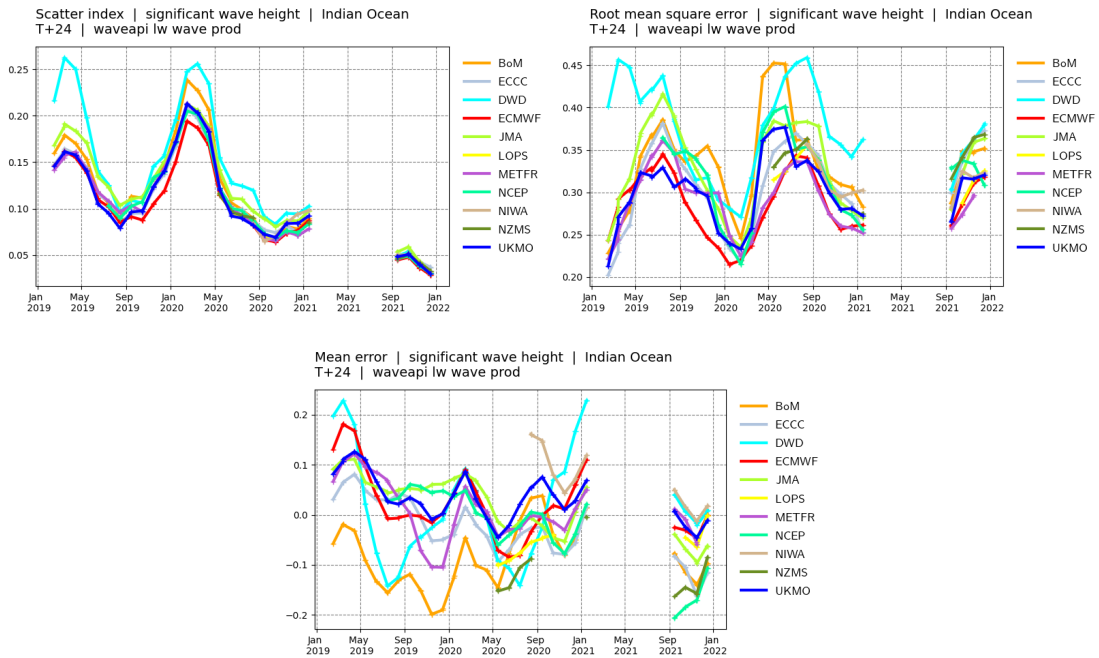 Scatter index | significant wave height | Indian Ocean
T+24 | waveapi lw wave prod
0.25
0.20
0.15
0.10
0.05
Jan 2019
May 2019
Sep 2019
Jan 2020
May 2020
Sep 2020
Jan 2021
May 2021
Sep 2021
Jan 2022
BoM
ECCC
DWD
ECMWF
JMA
LOPS
METFR
NCEP
NIWA
NZMS
UKMO
Root mean square error | significant wave height | Indian Ocean
T+24 | waveapi lw wave prod
0.45
0.40
0.35
0.30
0.25
0.20
Jan 2019
May 2019
Sep 2019
Jan 2020
May 2020
Sep 2020
Jan 2021
May 2021
Sep 2021
Jan 2022
BoM
ECCC
DWD
ECMWF
JMA
LOPS
METFR
NCEP
NIWA
NZMS
UKMO
Mean error | significant wave height | Indian Ocean
T+24 | waveapi lw wave prod
0.2
0.1
0.0
−0.1
−0.2
Jan 2019
May 2019
Sep 2019
Jan 2020
May 2020
Sep 2020
Jan 2021
May 2021
Sep 2021
Jan 2022
BoM
ECCC
DWD
ECMWF
JMA
LOPS
METFR
NCEP
NIWA
NZMS
UKMO